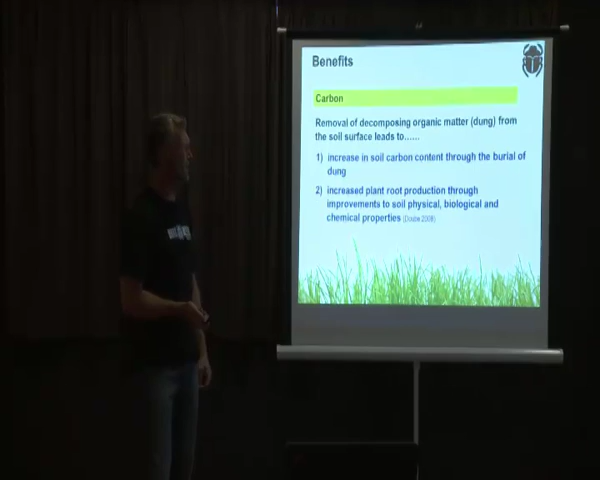 Benefits
Carbon
Removal of decomposing organic matter (dung) from
the soil surface leads to......
1) increase in soil carbon content through the burial of
dung
2) increased plant root production through
improvements to soil physical, biological and
chemical properties (Doube 2008)